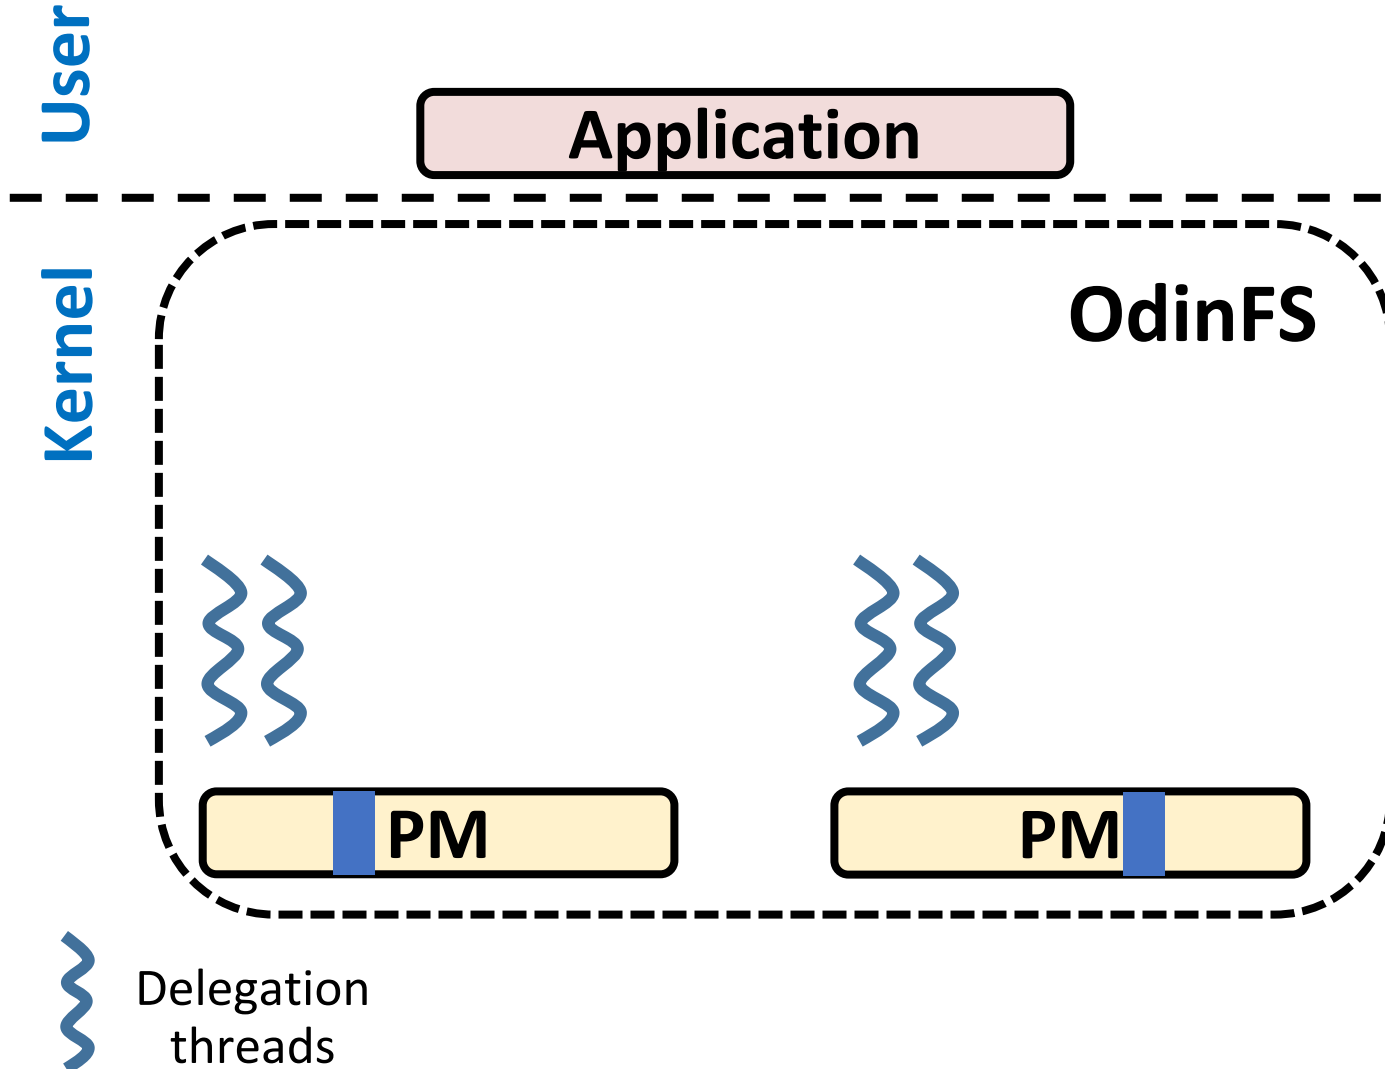 User
Application
Kernel
OdinFS
PM
PM
Delegation
threads